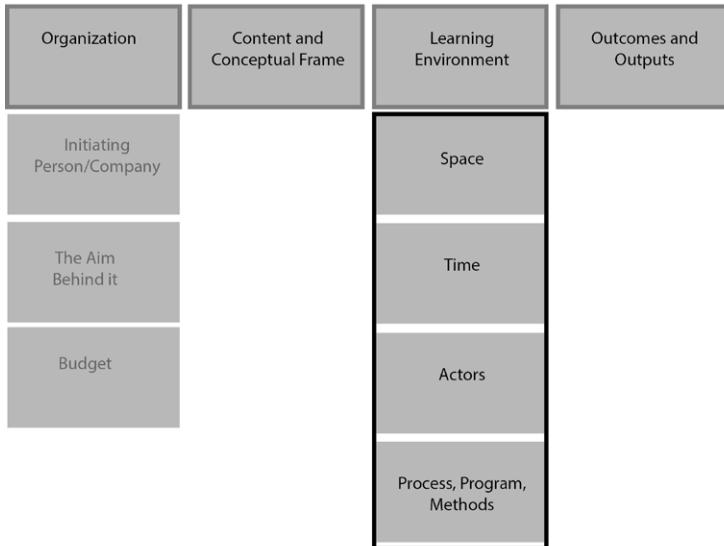 Organization
Content and
Conceptual Frame
Learning
Environment
Outcomes and
Outputs
Initiating
Person/Company
The Aim
Behind it
Budget
Space
Time
Actors
Process, Program,
Methods